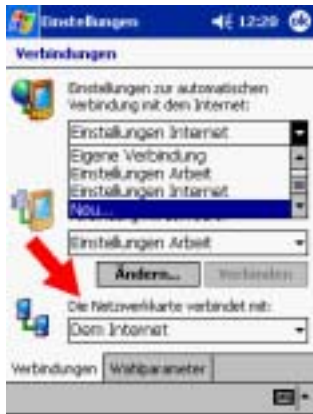 Einstellungen 12:20 ok
Verbindungen
Einstellungen zur automatischen
Verbindung mit dem Internet:
Einstellungen Internet
Eigene Verbindung
Einstellungen Arbeit
Einstellungen Internet
Neu...
Einstellungen Arbeit
Ändern... Verbinden
Die Netzwerkkarte verbindet mit:
Dem Internet
Verbindungen Wählparameter